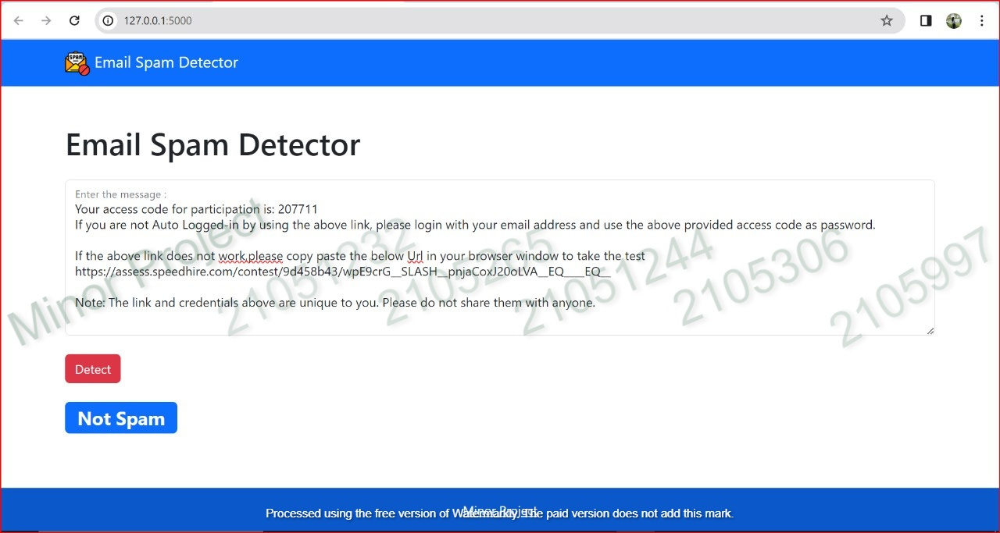 127.0.0.1:5000
SPAM
Email Spam Detector
Email Spam Detector
Enter the message :
Your access code for participation is: 207711
If you are not Auto Logged-in by using the above link, please login with your email address and use the above provided access code as password.
If the above link does not work,please copy paste the below Url in your browser window to take the test
https://assess.speedhire.com/contest/9d458b43/wpE9crG__SLASH__pnjaCoxJ20oLVA__EQ____EQ__
Note: The link and credentials above are unique to you. Please do not share them with anyone.
Minor Project
21051232
2105265
21051244
2105306
2105997
Detect
Not Spam
Minor Project
Processed using the free version of Watermarkly. The paid version does not add this mark.